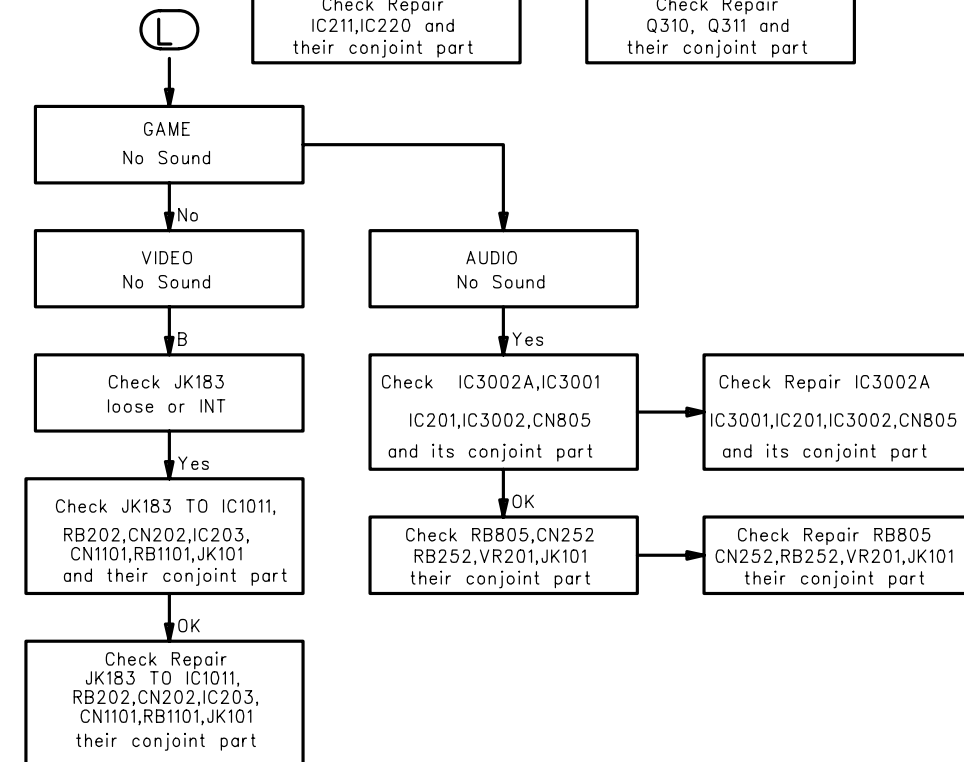 Check Repair
IC211,IC220 and
their conjoint part
Check Repair
Q310, Q311 and
their conjoint part
L
GAME
No Sound
No
VIDEO
No Sound
B
Check JK183
loose or INT
Yes
Check JK183 TO IC1011,
RB202,CN202,IC203,
CN1101,RB1101,JK101
and their conjoint part
OK
Check Repair
JK183 TO IC1011,
RB202,CN202,IC203,
CN1101,RB1101,JK101
their conjoint part
AUDIO
No Sound
Yes
Check IC3002A,IC3001
IC201,IC3002,CN805
and its conjoint part
Check Repair IC3002A
IC3001,IC201,IC3002,CN805
and its conjoint part
OK
Check RB805,CN252
RB252,VR201,JK101
their conjoint part
Check Repair RB805
CN252,RB252,VR201,JK101
their conjoint part